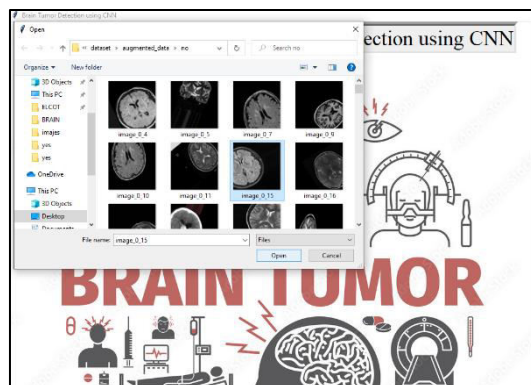 Brain Tumor Detection using CNN
Open
ection using CNN
« dataset > augmented_data > no
Search no
Organize
New folder
3D Objects
This PC
ELCOT
BRAIN
imajes
yes
yes
OneDrive
This PC
3D Objects
Desktop
Documents
image_0_4
image_0_5
image_0_7
image_0_9
image_0_10
image_0_11
image_0_15
image_0_16
File name:
image_0_15
Files
Open
Cancel
BRAIN TUMOR